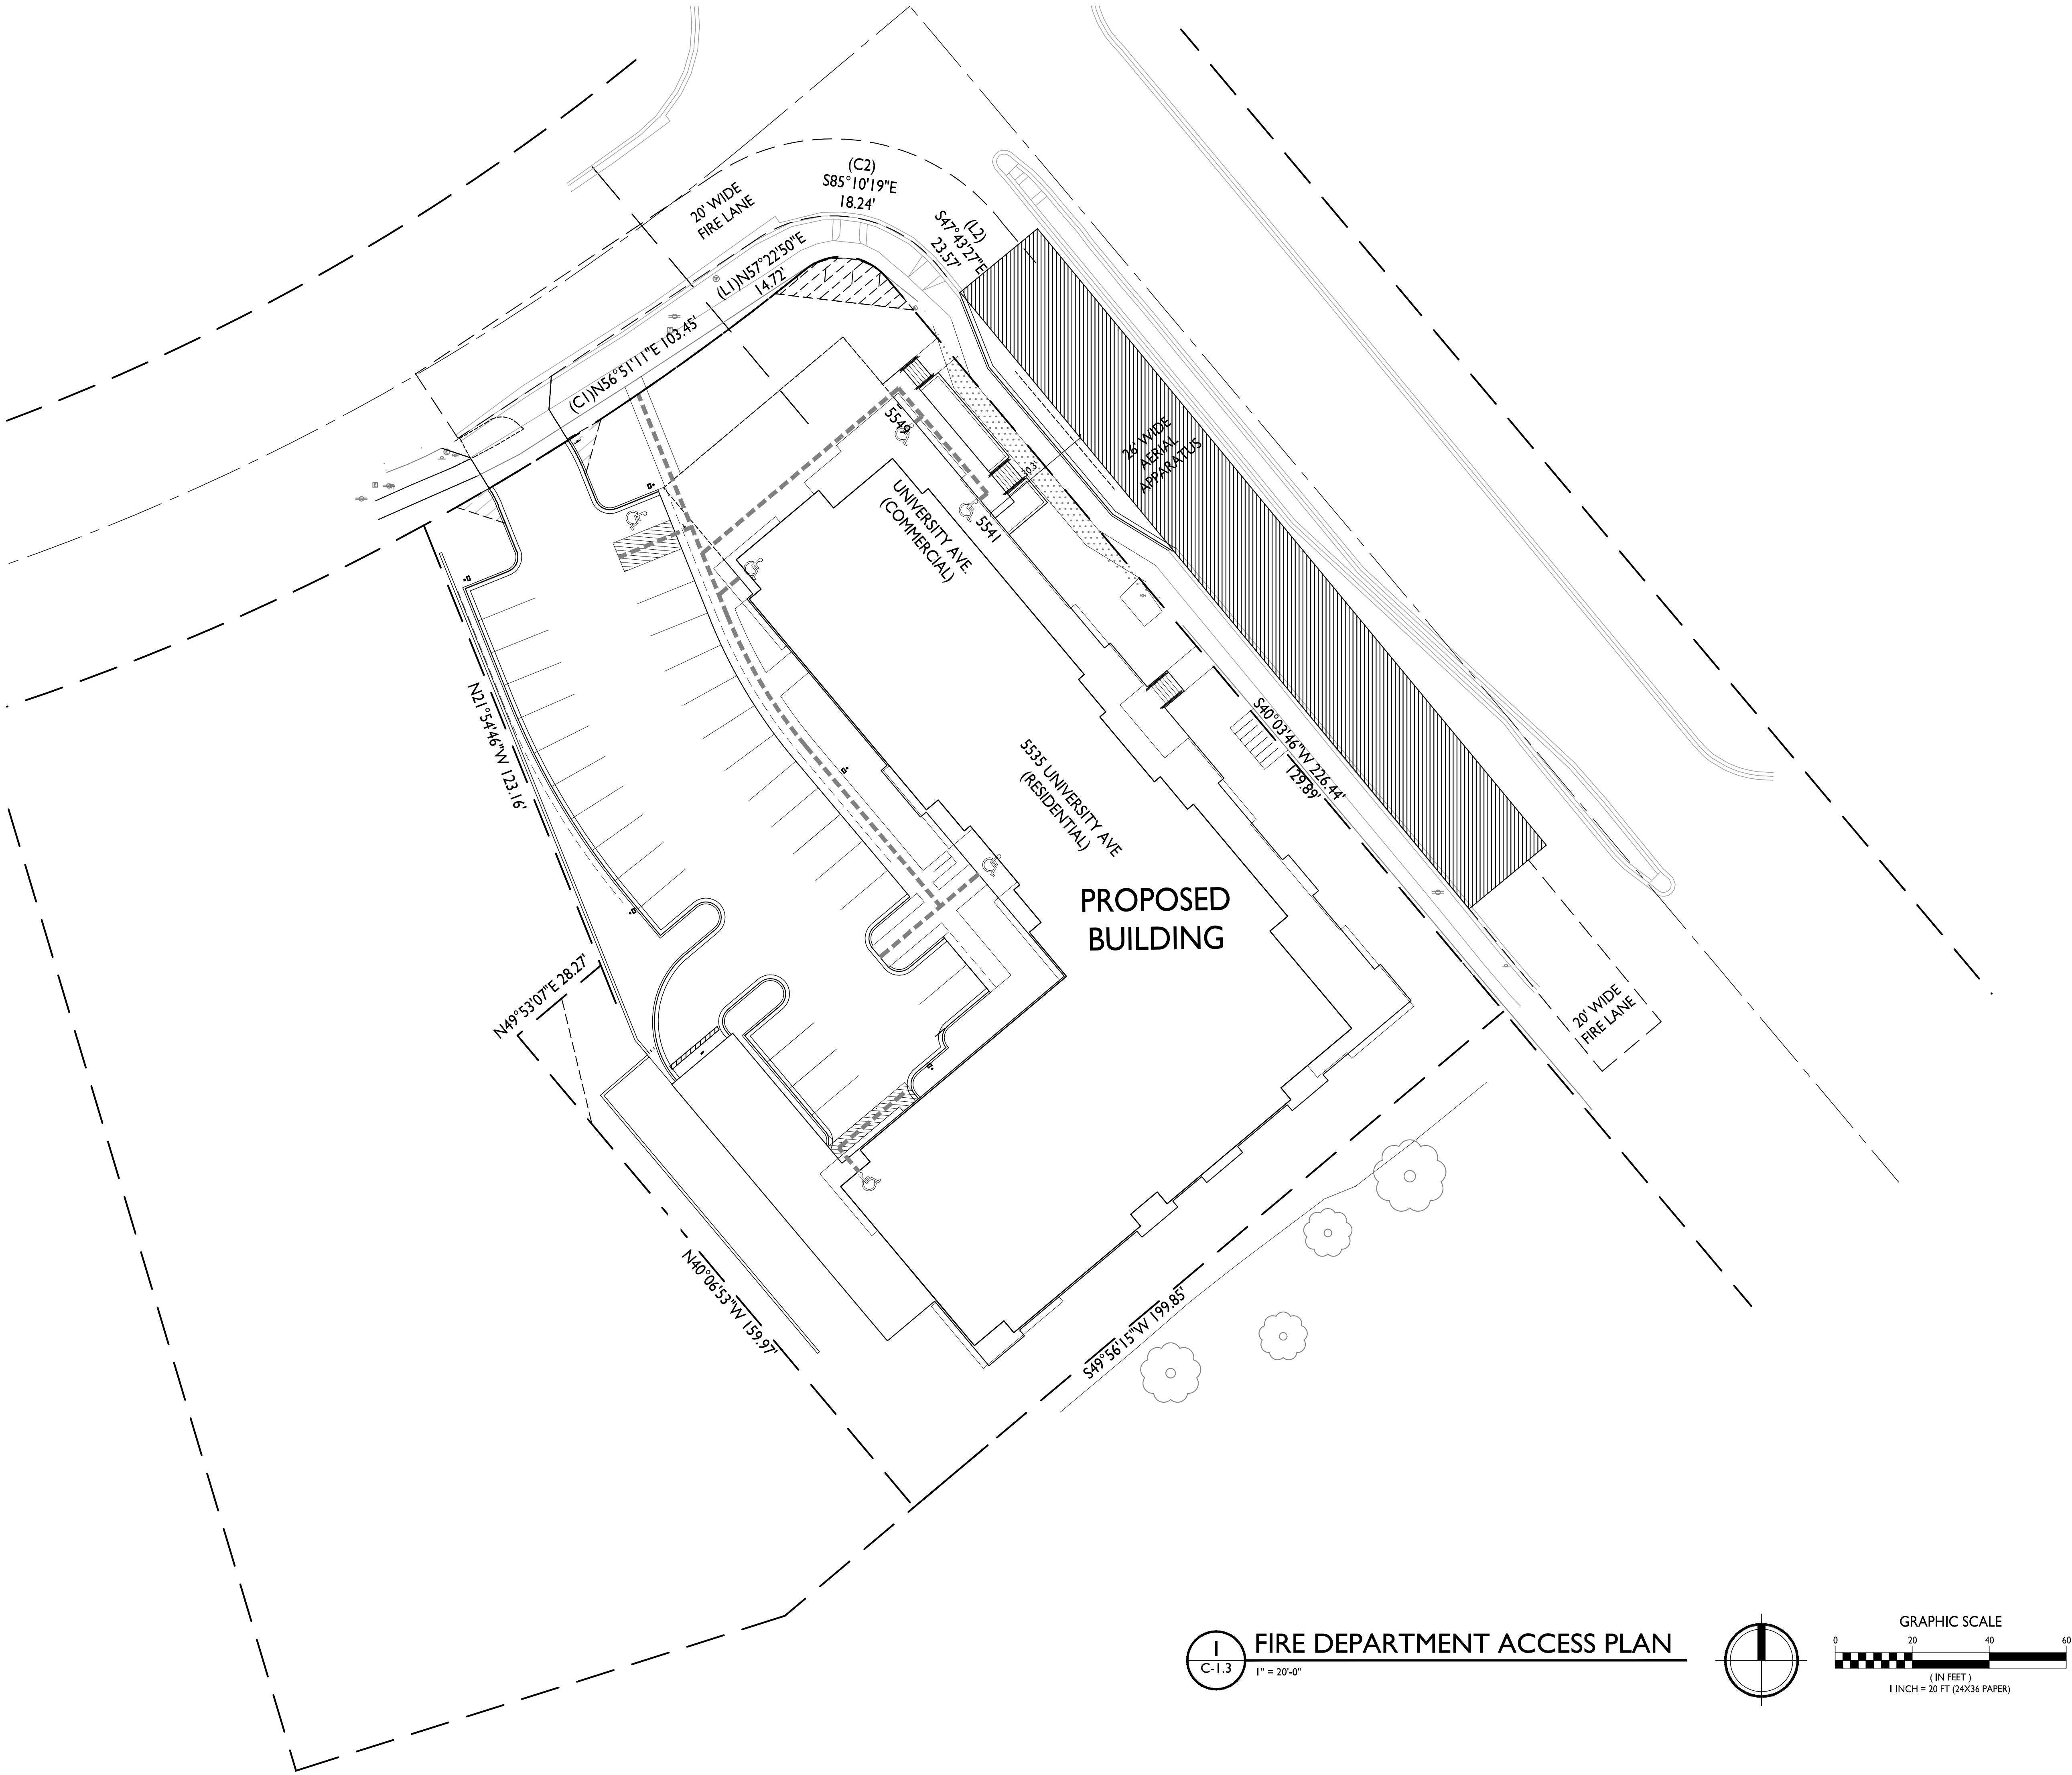 (C2)
S85°10'19"E
18.24'
20' WIDE
FIRE LANE
(L2)
S47°43'27"E
23.57'
(L1)N57°22'50"E
14.72'
(C1)N56°51'11"E 103.45'
5549
26' WIDE
AERIAL
APPARATUS
30.3'
5541
UNIVERSITY AVE.
(COMMERCIAL)
N21°54'46"W 123.16'
S40°03'46"W 226.44'
129.89'
5535 UNIVERSITY AVE
(RESIDENTIAL)
PROPOSED
BUILDING
N49°53'07"E 28.27'
20' WIDE
FIRE LANE
N40°06'53"W 159.97'
S49°56'15"W 199.85'
1
C-1.3
FIRE DEPARTMENT ACCESS PLAN
1" = 20'-0"
GRAPHIC SCALE
0 20 40 60
( IN FEET )
1 INCH = 20 FT (24X36 PAPER)